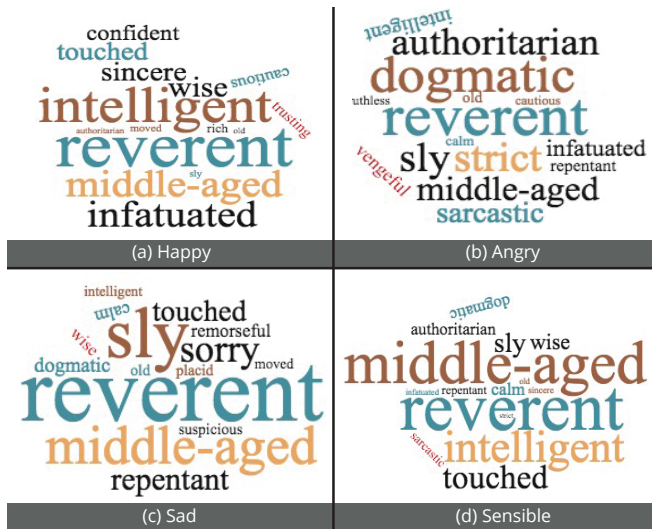 confident
touched
sincere
wise
cautious
intelligent
trusting
authoritarian moved rich old
reverent
sly
middle-aged
infatuated
(a) Happy
intelligent
authoritarian
dogmatic
uthless old cautious
reverent
calm
sly strict infatuated
repentant
vengeful
middle-aged
sarcastic
(b) Angry
intelligent
calm touched
sly remorseful
wise sorry
dogmatic old placid moved
reverent
suspicious
middle-aged
repentant
(c) Sad
dogmatic
authoritarian
sly wise
middle-aged
old
infatuated repentant calm sincere
reverent
strict
sarcastic intelligent
touched
(d) Sensible